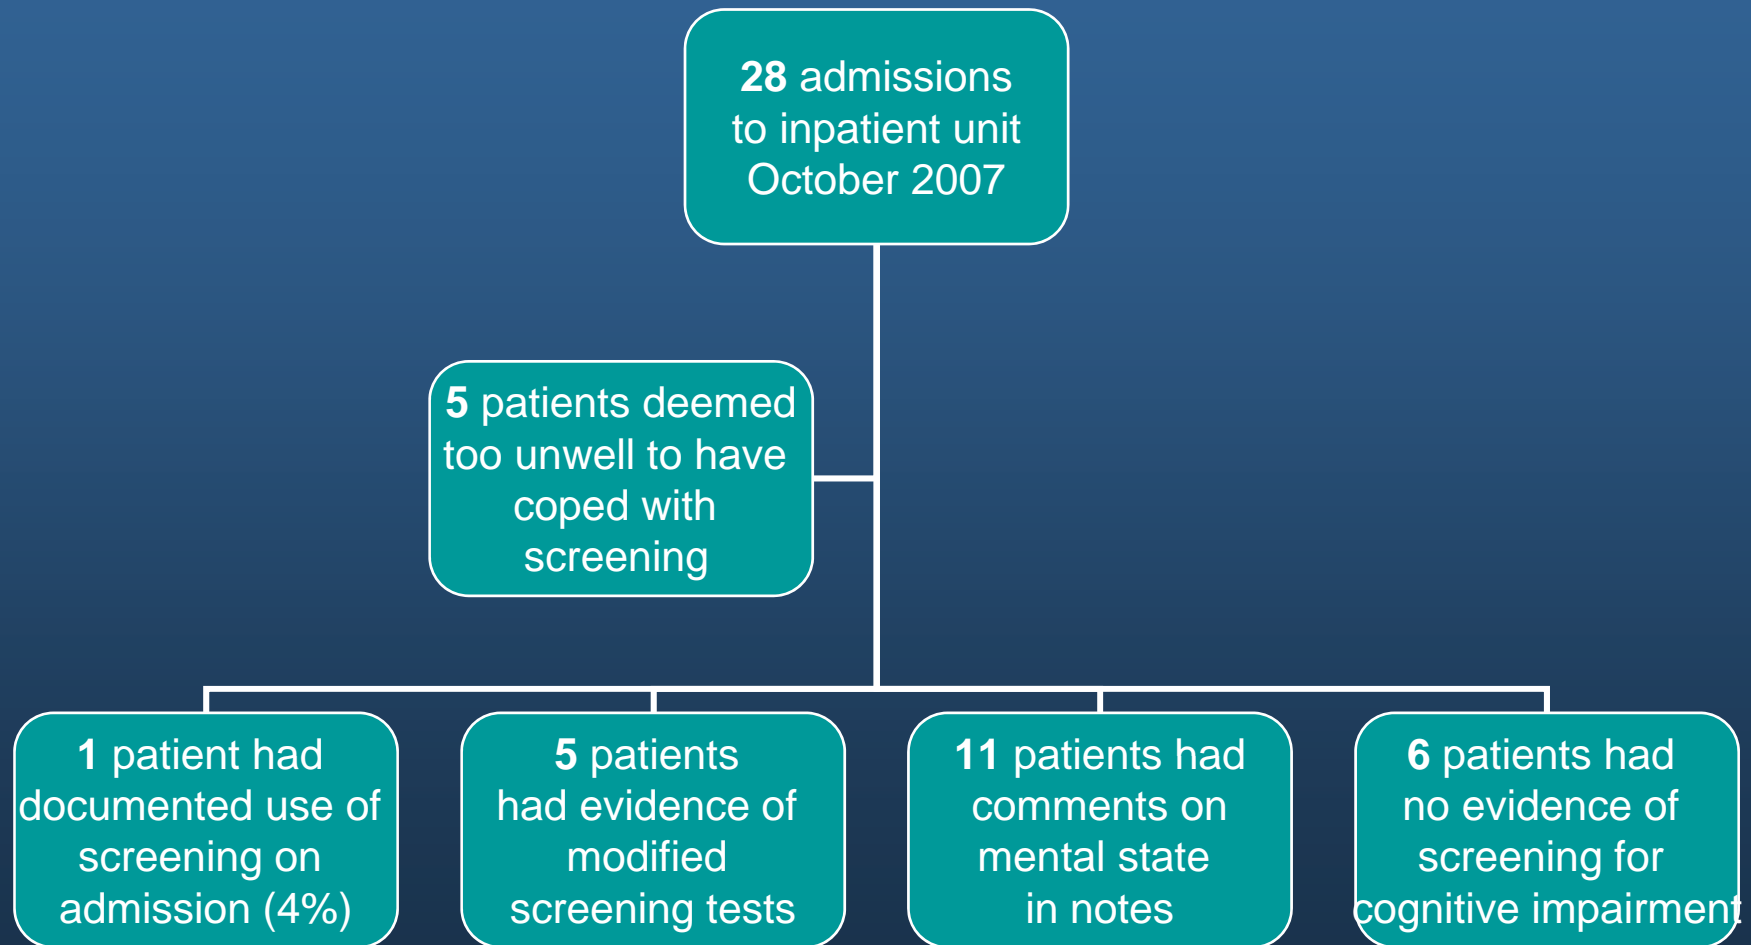 28 admissions
to inpatient unit
October 2007
5 patients deemed
too unwell to have
coped with
screening
1 patient had
documented use of
screening on
admission (4%)
5 patients
had evidence of
modified
screening tests
11 patients had
comments on
mental state
in notes
6 patients had
no evidence of
screening for
cognitive impairment